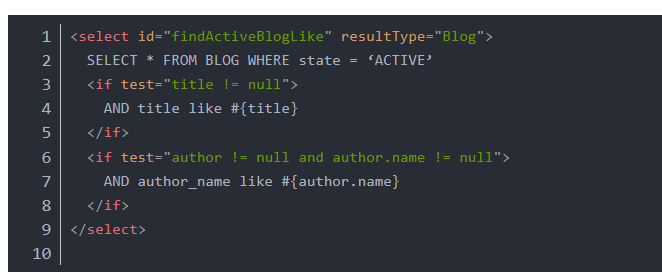 1 <select id="findActiveBlogLike" resultType="Blog">
2 SELECT * FROM BLOG WHERE state = ‘ACTIVE’
3 <if test="title != null">
4 AND title like #{title}
5 </if>
6 <if test="author != null and author.name != null">
7 AND author_name like #{author.name}
8 </if>
9 </select>
10